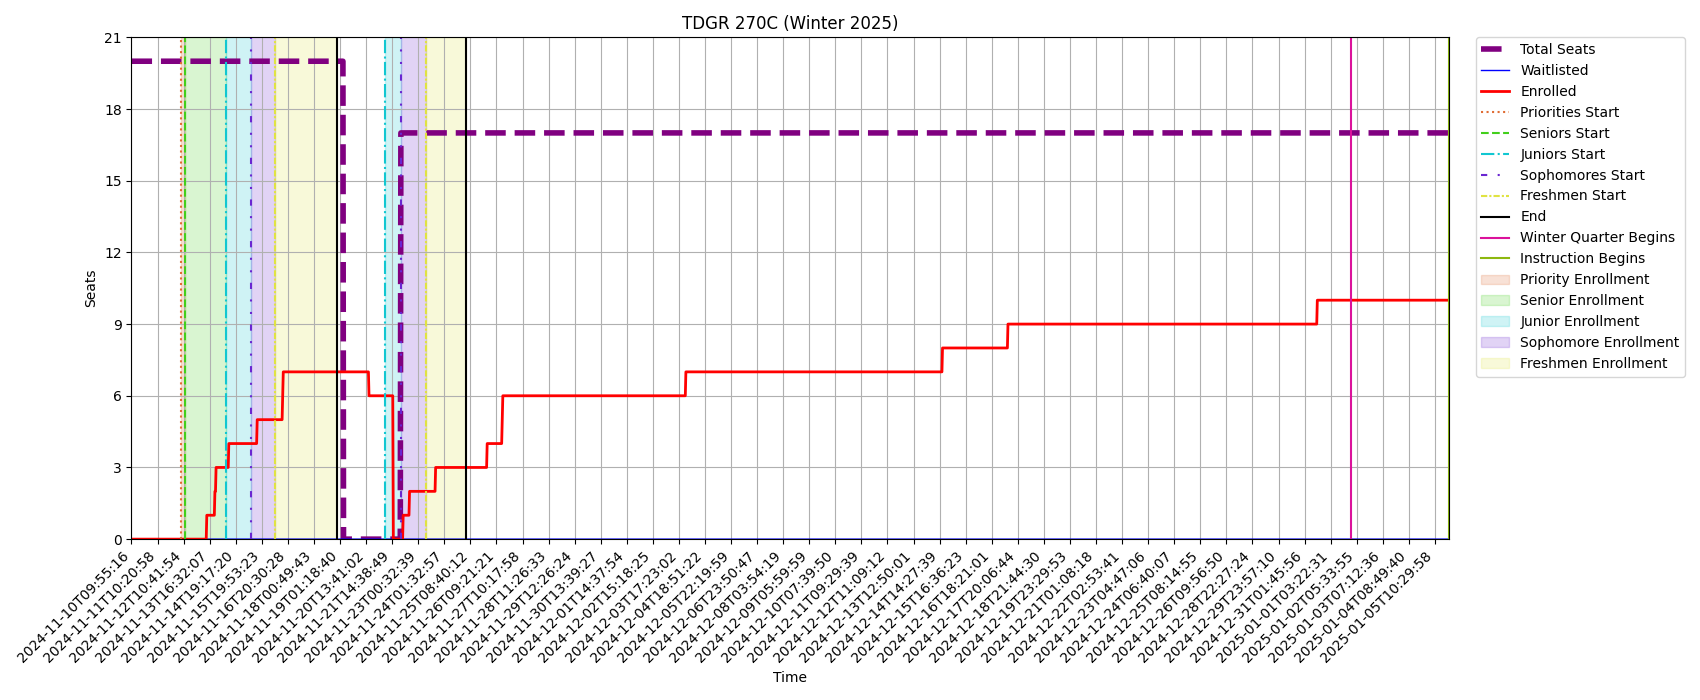 TDGR 270C (Winter 2025)
21
18
15
12
9
6
3
0
Seats
2024-11-10T09:55:16
2024-11-11T10:20:58
2024-11-12T10:41:54
2024-11-13T16:32:07
2024-11-14T19:17:20
2024-11-15T19:53:23
2024-11-16T20:30:28
2024-11-18T00:49:43
2024-11-19T01:18:40
2024-11-20T13:41:02
2024-11-21T14:38:49
2024-11-23T00:32:39
2024-11-24T01:32:57
2024-11-25T08:40:12
2024-11-26T09:21:21
2024-11-27T10:17:58
2024-11-28T11:26:33
2024-11-29T12:26:24
2024-11-30T13:39:27
2024-12-01T14:37:54
2024-12-02T15:18:25
2024-12-03T17:23:02
2024-12-04T18:51:22
2024-12-05T22:19:59
2024-12-06T23:50:47
2024-12-08T03:54:19
2024-12-09T05:59:59
2024-12-10T07:39:50
2024-12-11T09:29:39
2024-12-12T11:09:12
2024-12-13T12:50:01
2024-12-14T14:27:39
2024-12-15T16:36:23
2024-12-16T18:21:01
2024-12-17T20:06:44
2024-12-18T21:44:30
2024-12-19T23:29:53
2024-12-21T01:08:18
2024-12-22T02:53:41
2024-12-23T04:47:06
2024-12-24T06:40:07
2024-12-25T08:14:55
2024-12-26T09:56:50
2024-12-28T22:27:24
2024-12-29T23:57:10
2024-12-31T01:45:56
2025-01-01T03:22:31
2025-01-02T05:33:55
2025-01-03T07:12:36
2025-01-04T08:49:40
2025-01-05T10:29:58
Time
Total Seats
Waitlisted
Enrolled
Priorities Start
Seniors Start
Juniors Start
Sophomores Start
Freshmen Start
End
Winter Quarter Begins
Instruction Begins
Priority Enrollment
Senior Enrollment
Junior Enrollment
Sophomore Enrollment
Freshmen Enrollment